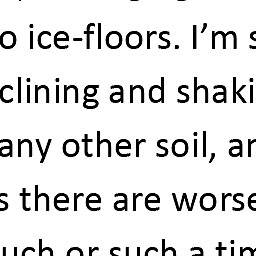 o ice-floors. I’m s
clining and shaki
any other soil, an
s there are worse
uch or such a tim